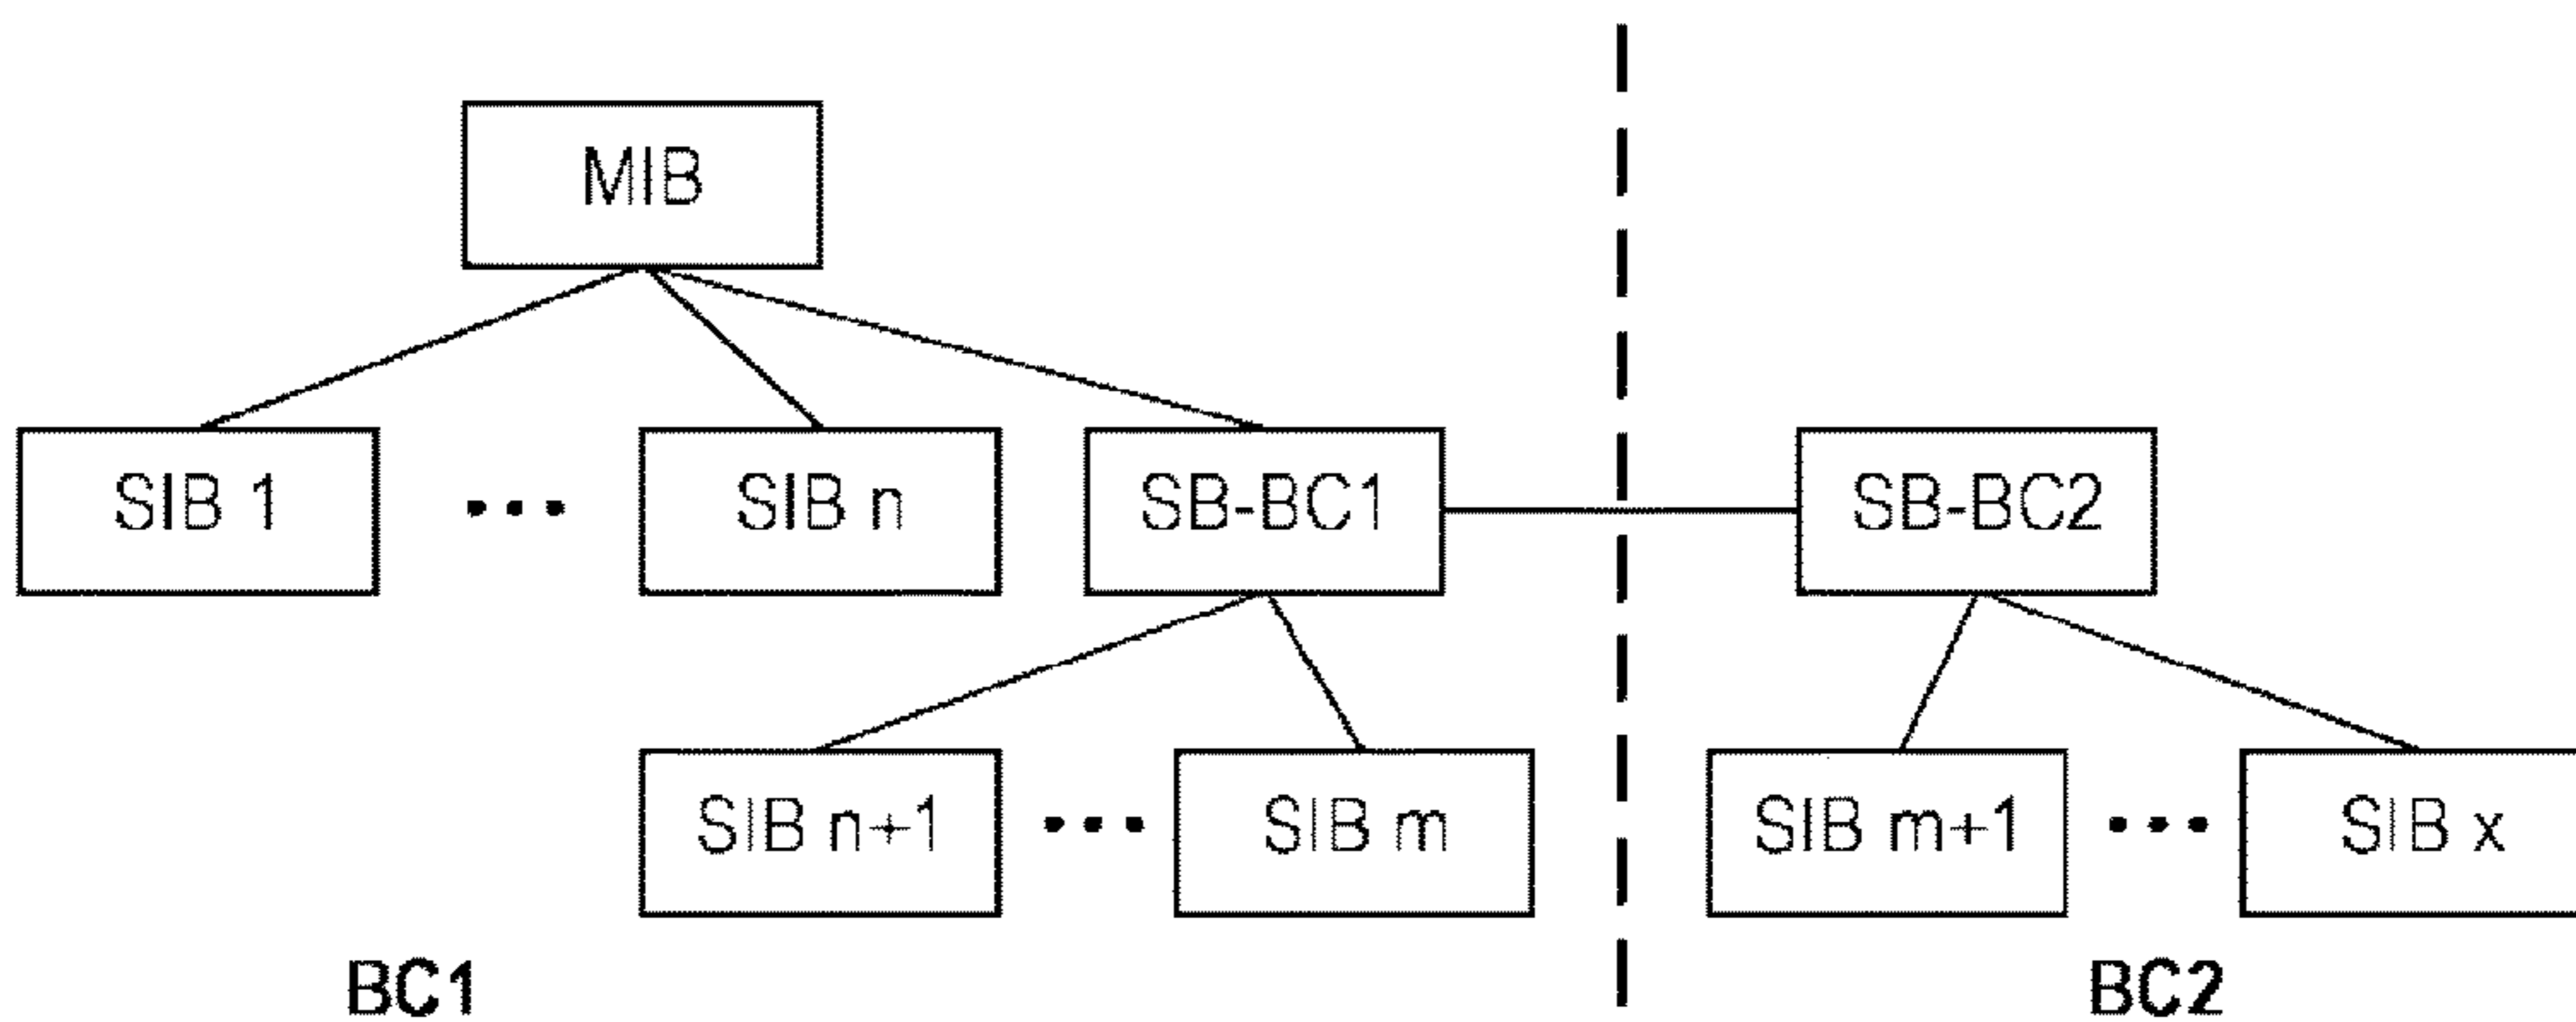 MIB
SIB 1 ... SIB n SB-BC1 SB-BC2
SIB n+1 ... SIB m SIB m+1 ... SIB x
BC1 BC2